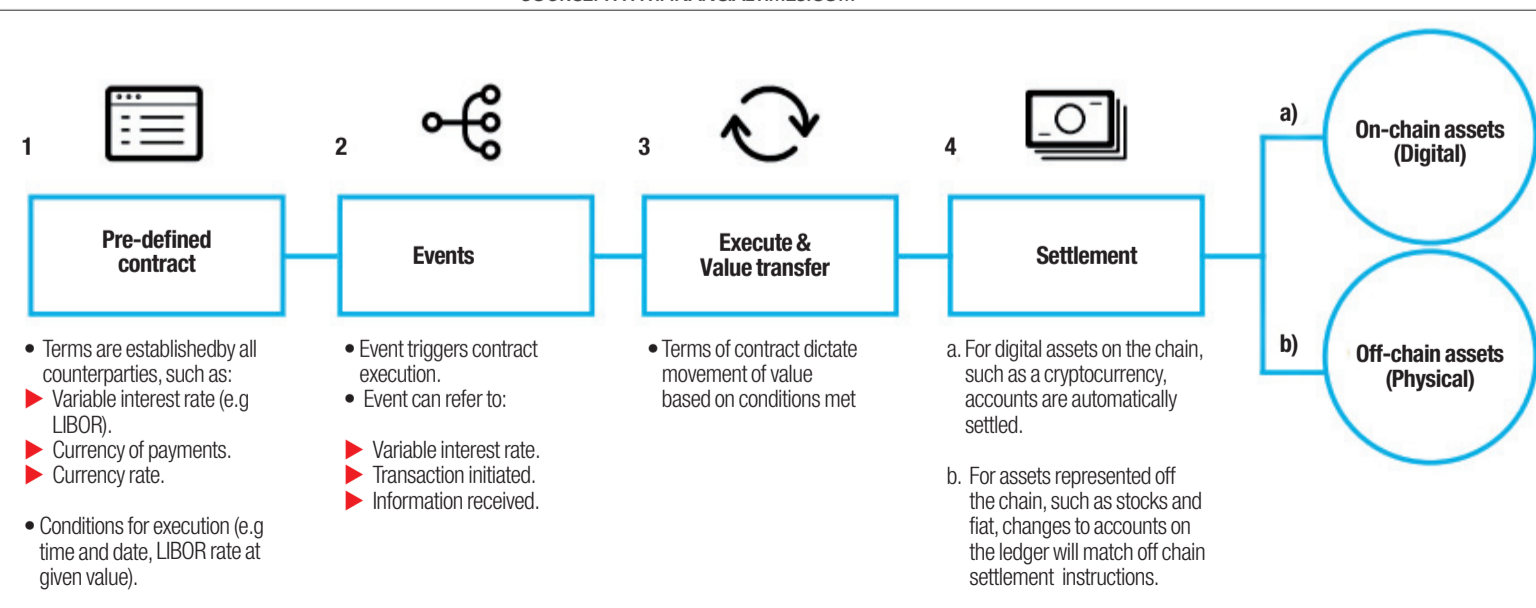 1
Pre-defined
contract
• Terms are establishedby all
counterparties, such as:
Variable interest rate (e.g
LIBOR).
Currency of payments.
Currency rate.
• Conditions for execution (e.g
time and date, LIBOR rate at
given value).
2
Events
• Event triggers contract
execution.
• Event can refer to:
Variable interest rate.
Transaction initiated.
Information received.
3
Execute &
Value transfer
• Terms of contract dictate
movement of value
based on conditions met
4
Settlement
a. For digital assets on the chain,
such as a cryptocurrency,
accounts are automatically
settled.
b. For assets represented off
the chain, such as stocks and
fiat, changes to accounts on
the ledger will match off chain
settlement instructions.
a)
On-chain assets
(Digital)
b)
Off-chain assets
(Physical)